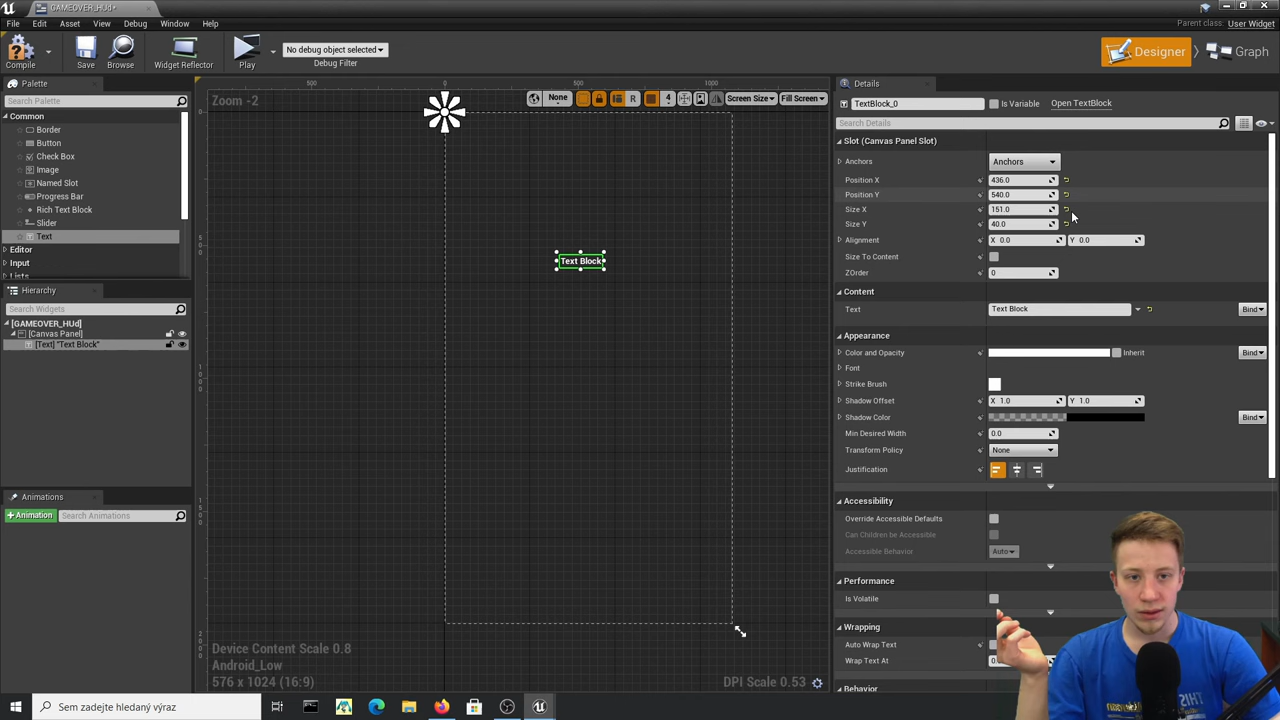 GAMEOVER_HUd*
File Edit Asset View Debug Window Help
Parent class: User Widget
Compile Save Browse Widget Reflector Play
No debug object selected
Debug Filter
Designer Graph
Palette
Search Palette
Common
Border
Button
Check Box
Image
Named Slot
Progress Bar
Rich Text Block
Slider
Text
Editor
Input
Lists
Hierarchy
Search Widgets
[GAMEOVER_HUd]
[Canvas Panel]
[Text] "Text Block"
Animations
+Animation Search Animations
500 0 500 1000
Zoom -2
None R 4 Screen Size Fill Screen
Text Block
Device Content Scale 0.8
Android_Low
576 x 1024 (16:9)
DPI Scale 0.53
Details
TextBlock_0 Is Variable Open TextBlock
Search Details
Slot (Canvas Panel Slot)
Anchors Anchors
Position X 436.0
Position Y 540.0
Size X 151.0
Size Y 40.0
Alignment X 0.0 Y 0.0
Size To Content
ZOrder 0
Content
Text Text Block Bind
Appearance
Color and Opacity Inherit Bind
Font
Strike Brush
Shadow Offset X 1.0 Y 1.0
Shadow Color Bind
Min Desired Width 0.0
Transform Policy None
Justification
Accessibility
Override Accessible Defaults
Can Children be Accessible
Accessible Behavior Auto
Performance
Is Volatile
Wrapping
Auto Wrap Text
Wrap Text At
Behavior
Sem zadejte hledaný výraz